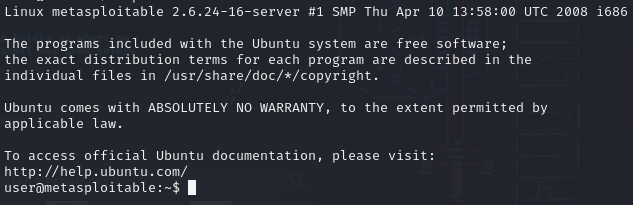 Linux metasploitable 2.6.24-16-server #1 SMP Thu Apr 10 13:58:00 UTC 2008 i686
The programs included with the Ubuntu system are free software;
the exact distribution terms for each program are described in the
individual files in /usr/share/doc/*/copyright.
Ubuntu comes with ABSOLUTELY NO WARRANTY, to the extent permitted by
applicable law.
To access official Ubuntu documentation, please visit:
http://help.ubuntu.com/
user@metasploitable:~$